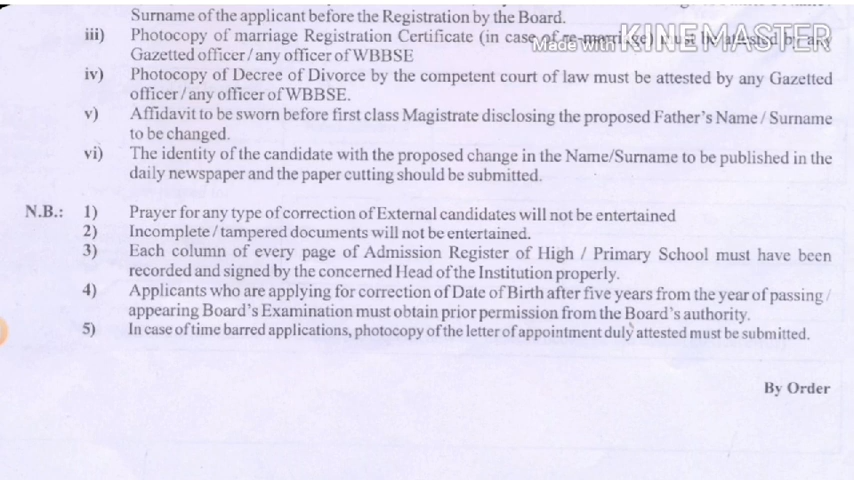 Surname of the applicant before the Registration by the Board.
iii) Photocopy of marriage Registration Certificate (in case of re-marriage) must be attested by any
Made with KINEMASTER
Gazetted officer / any officer of WBBSE
iv) Photocopy of Decree of Divorce by the competent court of law must be attested by any Gazetted
officer / any officer of WBBSE.
v) Affidavit to be sworn before first class Magistrate disclosing the proposed Father's Name / Surname
to be changed.
vi) The identity of the candidate with the proposed change in the Name/Surname to be published in the
daily newspaper and the paper cutting should be submitted.
N.B.: 1) Prayer for any type of correction of External candidates will not be entertained
2) Incomplete / tampered documents will not be entertained.
3) Each column of every page of Admission Register of High / Primary School must have been
recorded and signed by the concerned Head of the Institution properly.
4) Applicants who are applying for correction of Date of Birth after five years from the year of passing /
appearing Board's Examination must obtain prior permission from the Board's authority.
5) In case of time barred applications, photocopy of the letter of appointment duly attested must be submitted.
By Order